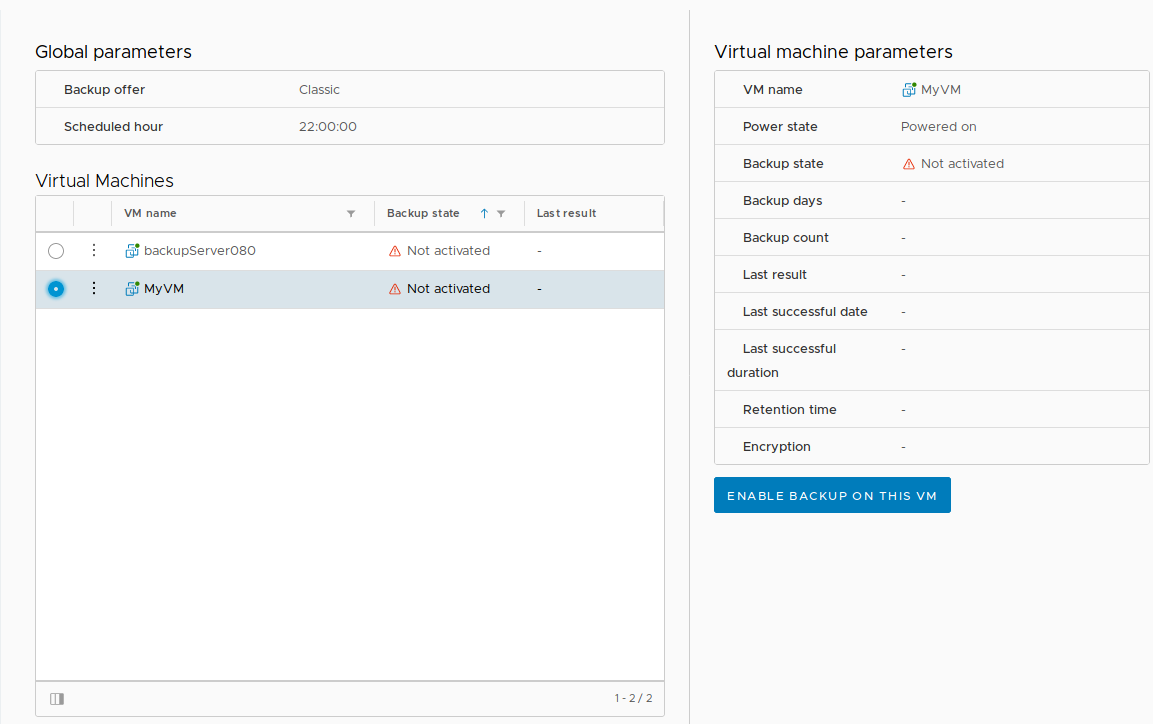 Global parameters
Backup offer Classic
Scheduled hour 22:00:00
Virtual Machines
VM name Backup state Last result
backupServer080 Not activated -
MyVM Not activated -
1 - 2 / 2
Virtual machine parameters
VM name MyVM
Power state Powered on
Backup state Not activated
Backup days -
Backup count -
Last result -
Last successful date -
Last successful -
duration
Retention time -
Encryption -
ENABLE BACKUP ON THIS VM